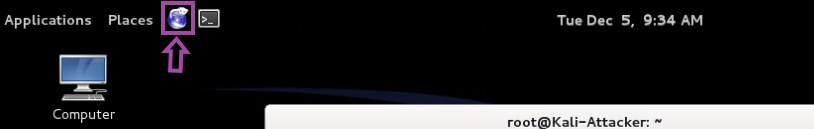 Applications Places >_ Tue Dec 5, 9:34 AM
Computer
root@Kali-Attacker: ~